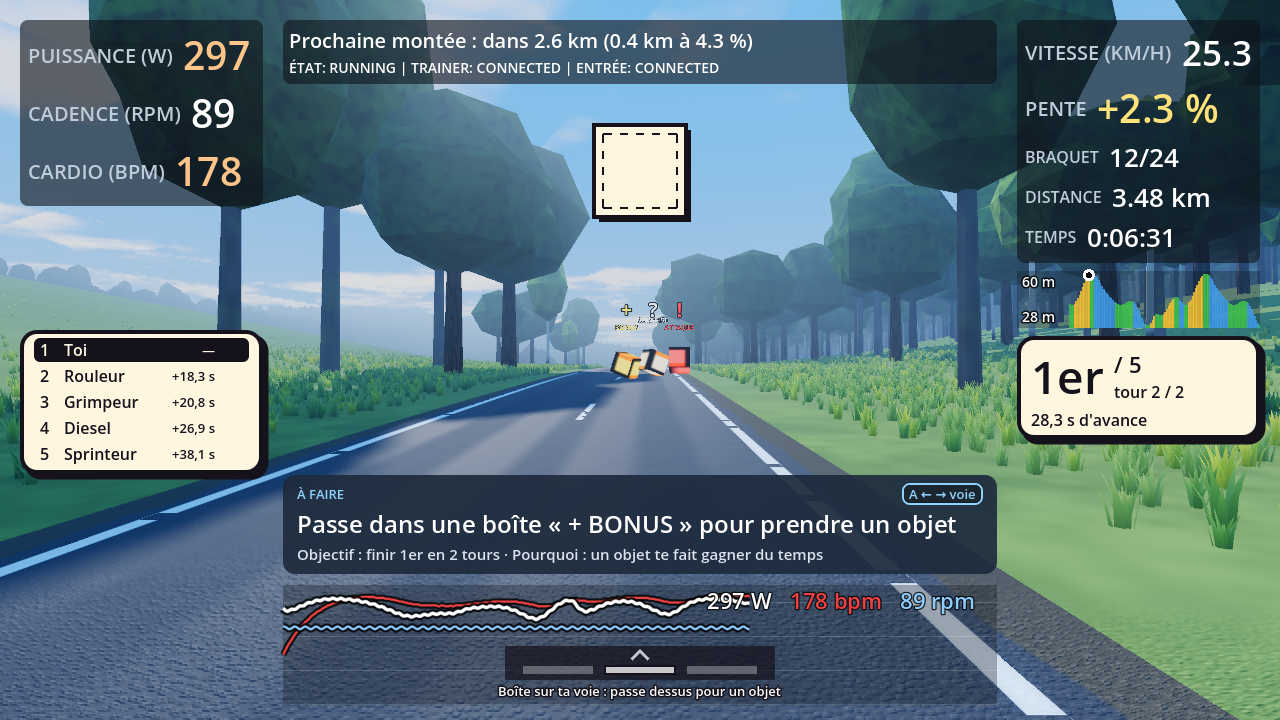 PUISSANCE (W) 297
CADENCE (RPM) 89
CARDIO (BPM) 178
Prochaine montée : dans 2.6 km (0.4 km à 4.3 %)
ÉTAT: RUNNING | TRAINER: CONNECTED | ENTRÉE: CONNECTED
VITESSE (KM/H) 25.3
PENTE +2.3 %
BRAQUET 12/24
DISTANCE 3.48 km
TEMPS 0:06:31
60 m
28 m
+ ? !
1 Toi —
2 Rouleur +18,3 s
3 Grimpeur +20,8 s
4 Diesel +26,9 s
5 Sprinteur +38,1 s
1er / 5
tour 2 / 2
28,3 s d'avance
À FAIRE
A ← → voie
Passe dans une boîte « + BONUS » pour prendre un objet
Objectif : finir 1er en 2 tours · Pourquoi : un objet te fait gagner du temps
297 W 178 bpm 89 rpm
Boîte sur ta voie : passe dessus pour un objet